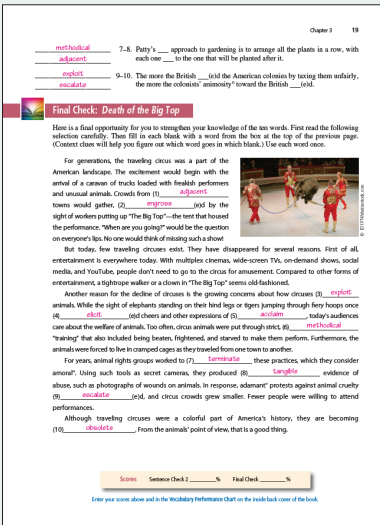 Chapter 3 19
methodical 7–8. Patty's ___ approach to gardening is to arrange all the plants in a row, with
adjacent each one ___ to the one that will be planted after it.
exploit 9–10. The more the British ___(e)d the American colonies by taxing them unfairly,
escalate the more the colonists' animosity° toward the British ___(e)d.
Final Check: Death of the Big Top
Here is a final opportunity for you to strengthen your knowledge of the ten words. First read the following
selection carefully. Then fill in each blank with a word from the box at the top of the previous page.
(Context clues will help you figure out which word goes in which blank.) Use each word once.
For generations, the traveling circus was a part of the
American landscape. The excitement would begin with the
arrival of a caravan of trucks loaded with freakish performers
and unusual animals. Crowds from (1) adjacent
towns would gather, (2) engross (e)d by the
sight of workers putting up "The Big Top"—the tent that housed
the performance. "When are you going?" would be the question
on everyone's lips. No one would think of missing such a show!
But today, few traveling circuses exist. They have disappeared for several reasons. First of all,
entertainment is everywhere today. With multiplex cinemas, wide-screen TVs, on-demand shows, social
media, and YouTube, people don't need to go to the circus for amusement. Compared to other forms of
entertainment, a tightrope walker or a clown in "The Big Top" seems old-fashioned.
Another reason for the decline of circuses is the growing concerns about how circuses (3) exploit
animals. While the sight of elephants standing on their hind legs or tigers jumping through fiery hoops once
(4) elicit (e)d cheers and other expressions of (5) acclaim , today's audiences
care about the welfare of animals. Too often, circus animals were put through strict, (6) methodical
"training" that also included being beaten, frightened, and starved to make them perform. Furthermore, the
animals were forced to live in cramped cages as they traveled from one town to another.
For years, animal rights groups worked to (7) terminate these practices, which they consider
amoral°. Using such tools as secret cameras, they produced (8) tangible evidence of
abuse, such as photographs of wounds on animals. In response, adamant° protests against animal cruelty
(9) escalate (e)d, and circus crowds grew smaller. Fewer people were willing to attend
performances.
Although traveling circuses were a colorful part of America's history, they are becoming
(10) obsolete . From the animals' point of view, that is a good thing.
Scores Sentence Check 2 ______% Final Check ______%
Enter your scores above and in the Vocabulary Performance Chart on the inside back cover of the book.